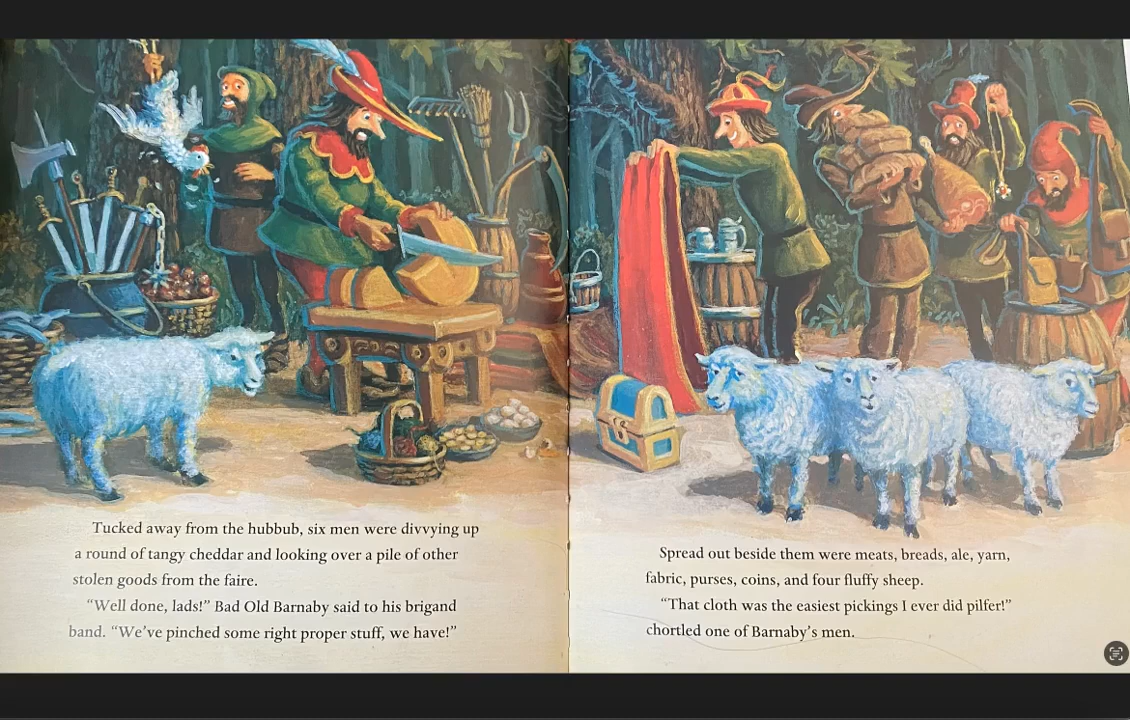 Tucked away from the hubbub, six men were divvying up
a round of tangy cheddar and looking over a pile of other
stolen goods from the faire.
“Well done, lads!” Bad Old Barnaby said to his brigand
band. “We’ve pinched some right proper stuff, we have!”
Spread out beside them were meats, breads, ale, yarn,
fabric, purses, coins, and four fluffy sheep.
“That cloth was the easiest pickings I ever did pilfer!”
chortled one of Barnaby’s men.